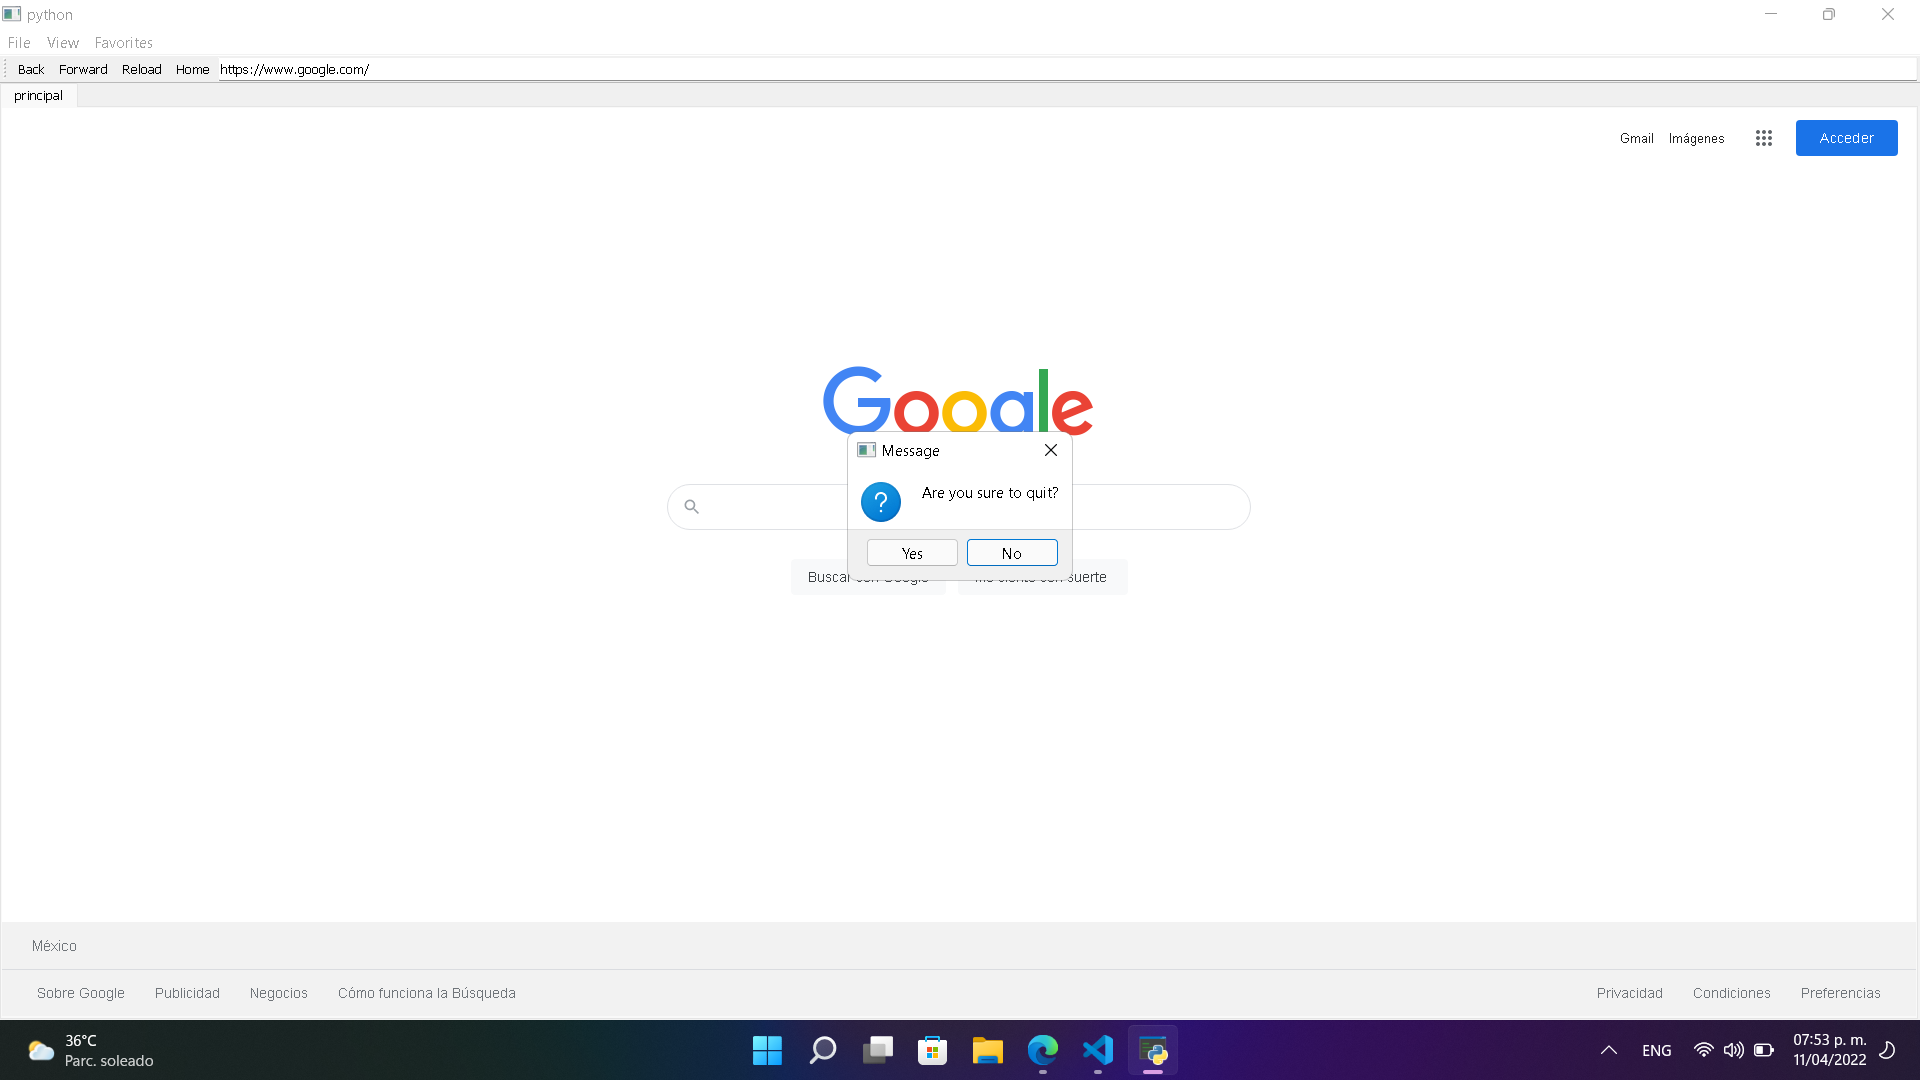 python
File View Favorites
Back Forward Reload Home https://www.google.com/
principal
Gmail Imágenes Acceder
Google
Message
Are you sure to quit?
Yes No
Buscar con Google suerte
México
Sobre Google Publicidad Negocios Cómo funciona la Búsqueda Privacidad Condiciones Preferencias
36°C
Parc. soleado
ENG
07:53 p. m.
11/04/2022